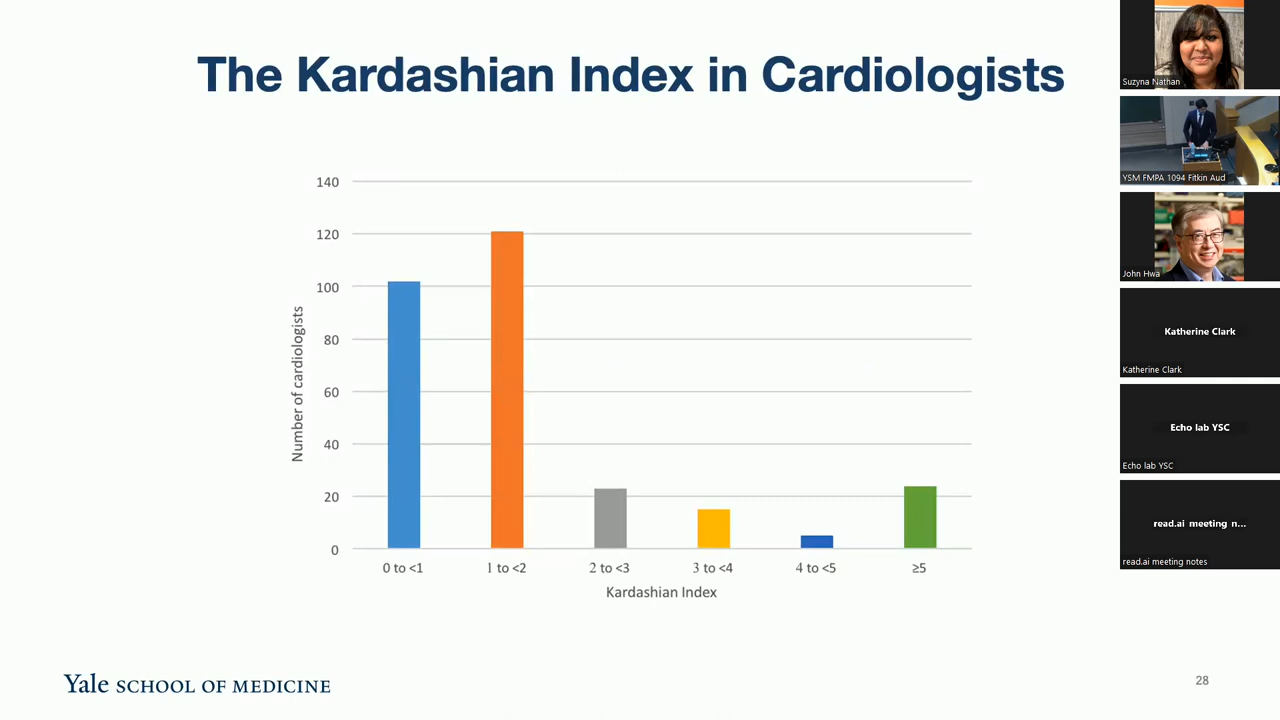 The Kardashian Index in Cardiologists
140
120
100
80
60
40
20
0
Number of cardiologists
0 to <1
1 to <2
2 to <3
3 to <4
4 to <5
≥5
Kardashian Index
Yale SCHOOL OF MEDICINE
28
Suzyna Nathan
YSM FMPA 1094 Fitkin Aud
John Hwa
Katherine Clark
Katherine Clark
Echo lab YSC
Echo lab YSC
read.ai meeting n...
read.ai meeting notes